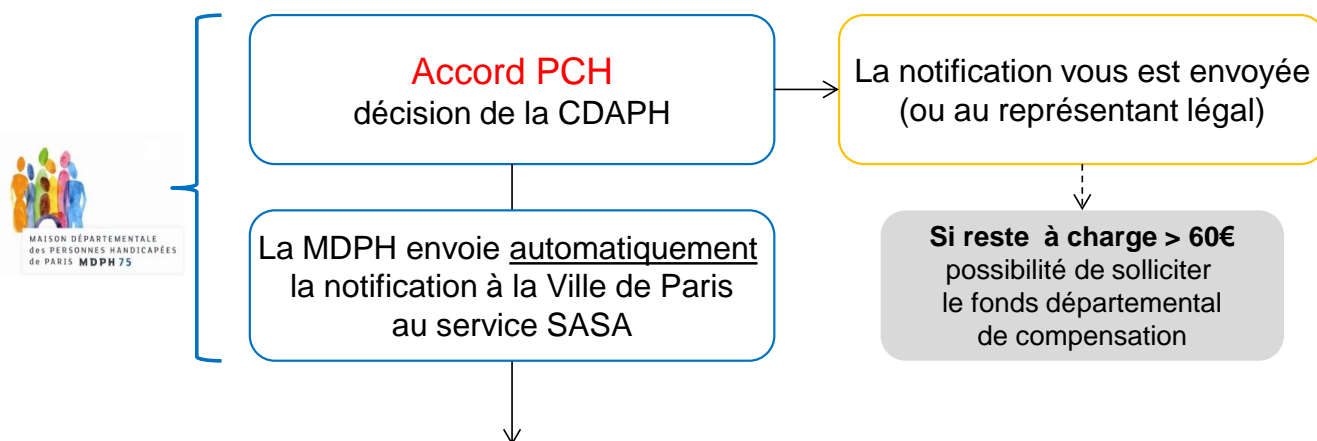 Accord PCH
décision de la CDAPH
La notification vous est envoyée
(ou au représentant légal)
MAISON DÉPARTEMENTALE
des PERSONNES HANDICAPÉES
de PARIS MDPH 75
La MDPH envoie automatiquement
la notification à la Ville de Paris
au service SASA
Si reste à charge > 60€
possibilité de solliciter
le fonds départemental
de compensation